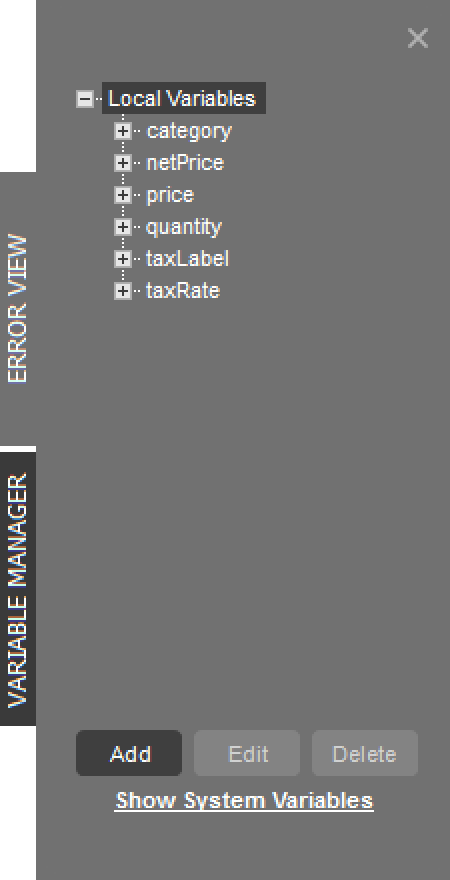 Local Variables
category
netPrice
price
quantity
taxLabel
taxRate
ERROR VIEW
VARIABLE MANAGER
Add Edit Delete
Show System Variables